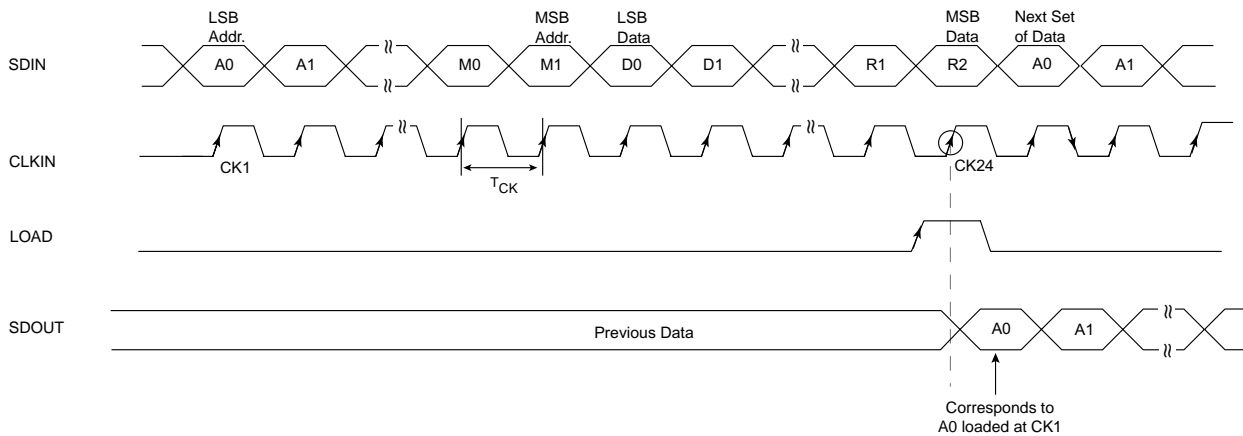 LSB
Addr.
MSB
Addr.
LSB
Data
MSB
Data
Next Set
of Data
SDIN
A0
A1
M0
M1
D0
D1
R1
R2
A0
A1
CLKIN
CK1
TCK
CK24
LOAD
SDOUT
Previous Data
A0
A1
Corresponds to
A0 loaded at CK1